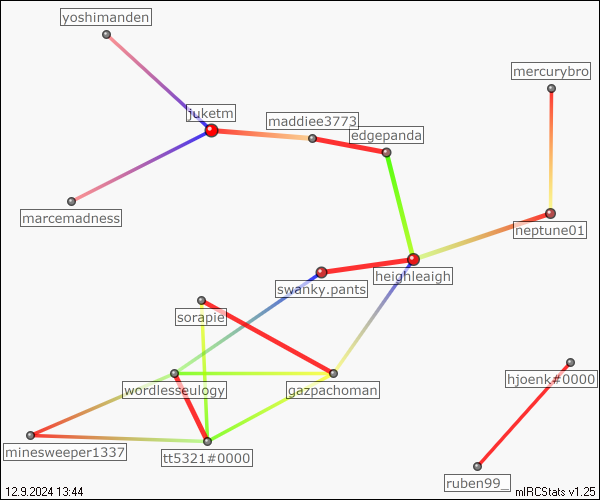 yoshimanden
mercurybro
juketm
maddiee3773
edgepanda
marcemadness
neptune01
heighleaigh
swanky.pants
sorapie
hjoenk#0000
wordlesseulogy
gazpachoman
minesweeper1337
tt5321#0000
ruben99_
12.9.2024 13:44
mIRCStats v1.25